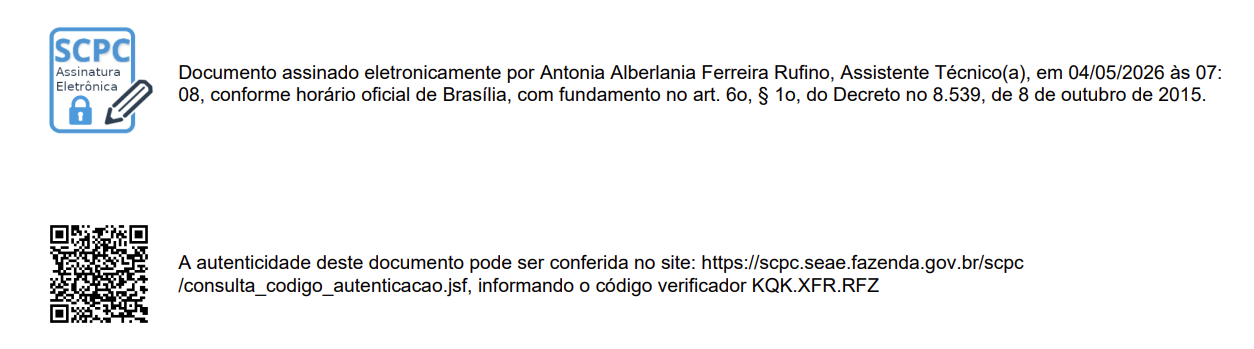 SCPC
Assinatura
Eletrônica
Documento assinado eletronicamente por Antonia Alberlania Ferreira Rufino, Assistente Técnico(a), em 04/05/2026 às 07:
08, conforme horário oficial de Brasília, com fundamento no art. 6o, § 1o, do Decreto no 8.539, de 8 de outubro de 2015.
A autenticidade deste documento pode ser conferida no site: https://scpc.seae.fazenda.gov.br/scpc
/consulta_codigo_autenticacao.jsf, informando o código verificador KQK.XFR.RFZ